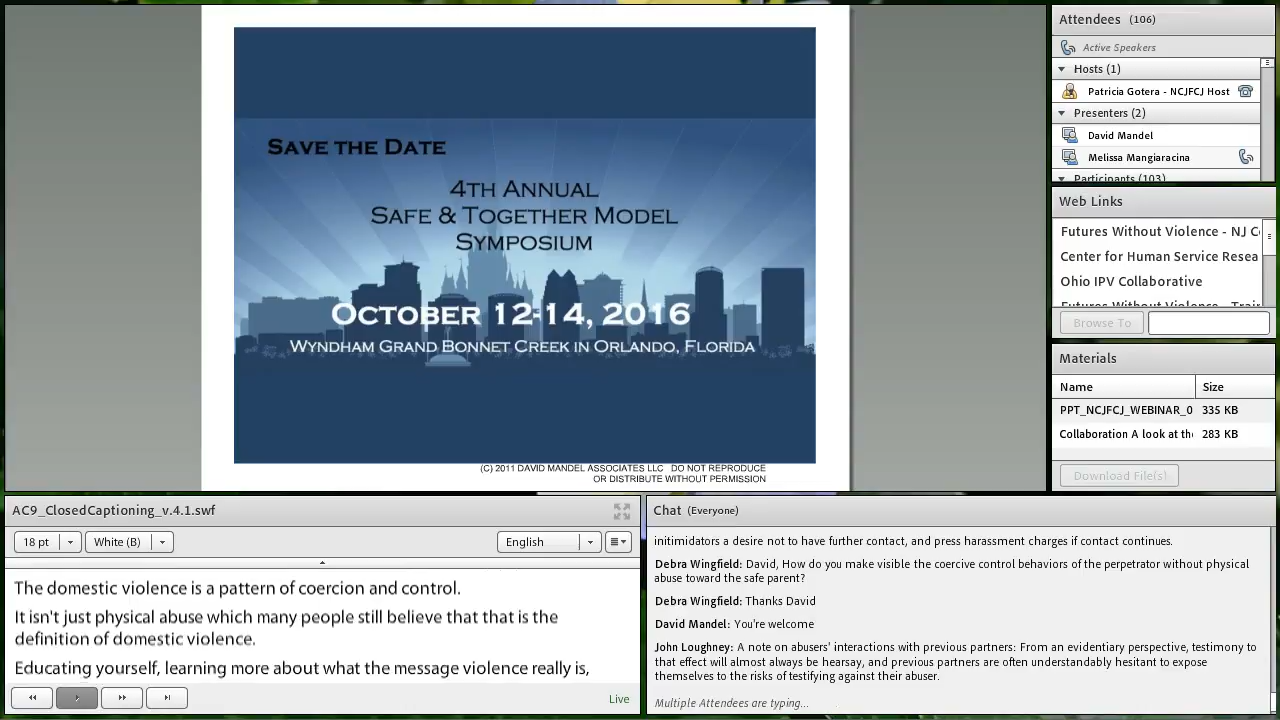 SAVE THE DATE
4TH ANNUAL
SAFE & TOGETHER MODEL
SYMPOSIUM
OCTOBER 12-14, 2016
WYNDHAM GRAND BONNET CREEK IN ORLANDO, FLORIDA
(C) 2011 DAVID MANDEL ASSOCIATES LLC DO NOT REPRODUCE
OR DISTRIBUTE WITHOUT PERMISSION
Attendees (106)
Active Speakers
Hosts (1)
Patricia Gotera - NCJFCJ Host
Presenters (2)
David Mandel
Melissa Mangiaracina
Participants (103)
Web Links
Futures Without Violence - NJ C
Center for Human Service Resea
Ohio IPV Collaborative
Futures Without Violence - Train
Browse To
Materials
Name Size
PPT_NCJFCJ_WEBINAR_0 335 KB
Collaboration A look at the 283 KB
Download File(s)
AC9_ClosedCaptioning_v.4.1.swf
18 pt White (B) English
The domestic violence is a pattern of coercion and control.
It isn't just physical abuse which many people still believe that that is the
definition of domestic violence.
Educating yourself, learning more about what the message violence really is,
Live
Chat (Everyone)
initimidators a desire not to have further contact, and press harassment charges if contact continues.
Debra Wingfield: David, How do you make visible the coercive control behaviors of the perpetrator without physical
abuse toward the safe parent?
Debra Wingfield: Thanks David
David Mandel: You're welcome
John Loughney: A note on abusers' interactions with previous partners: From an evidentiary perspective, testimony to
that effect will almost always be hearsay, and previous partners are often understandably hesitant to expose
themselves to the risks of testifying against their abuser.
Multiple Attendees are typing...